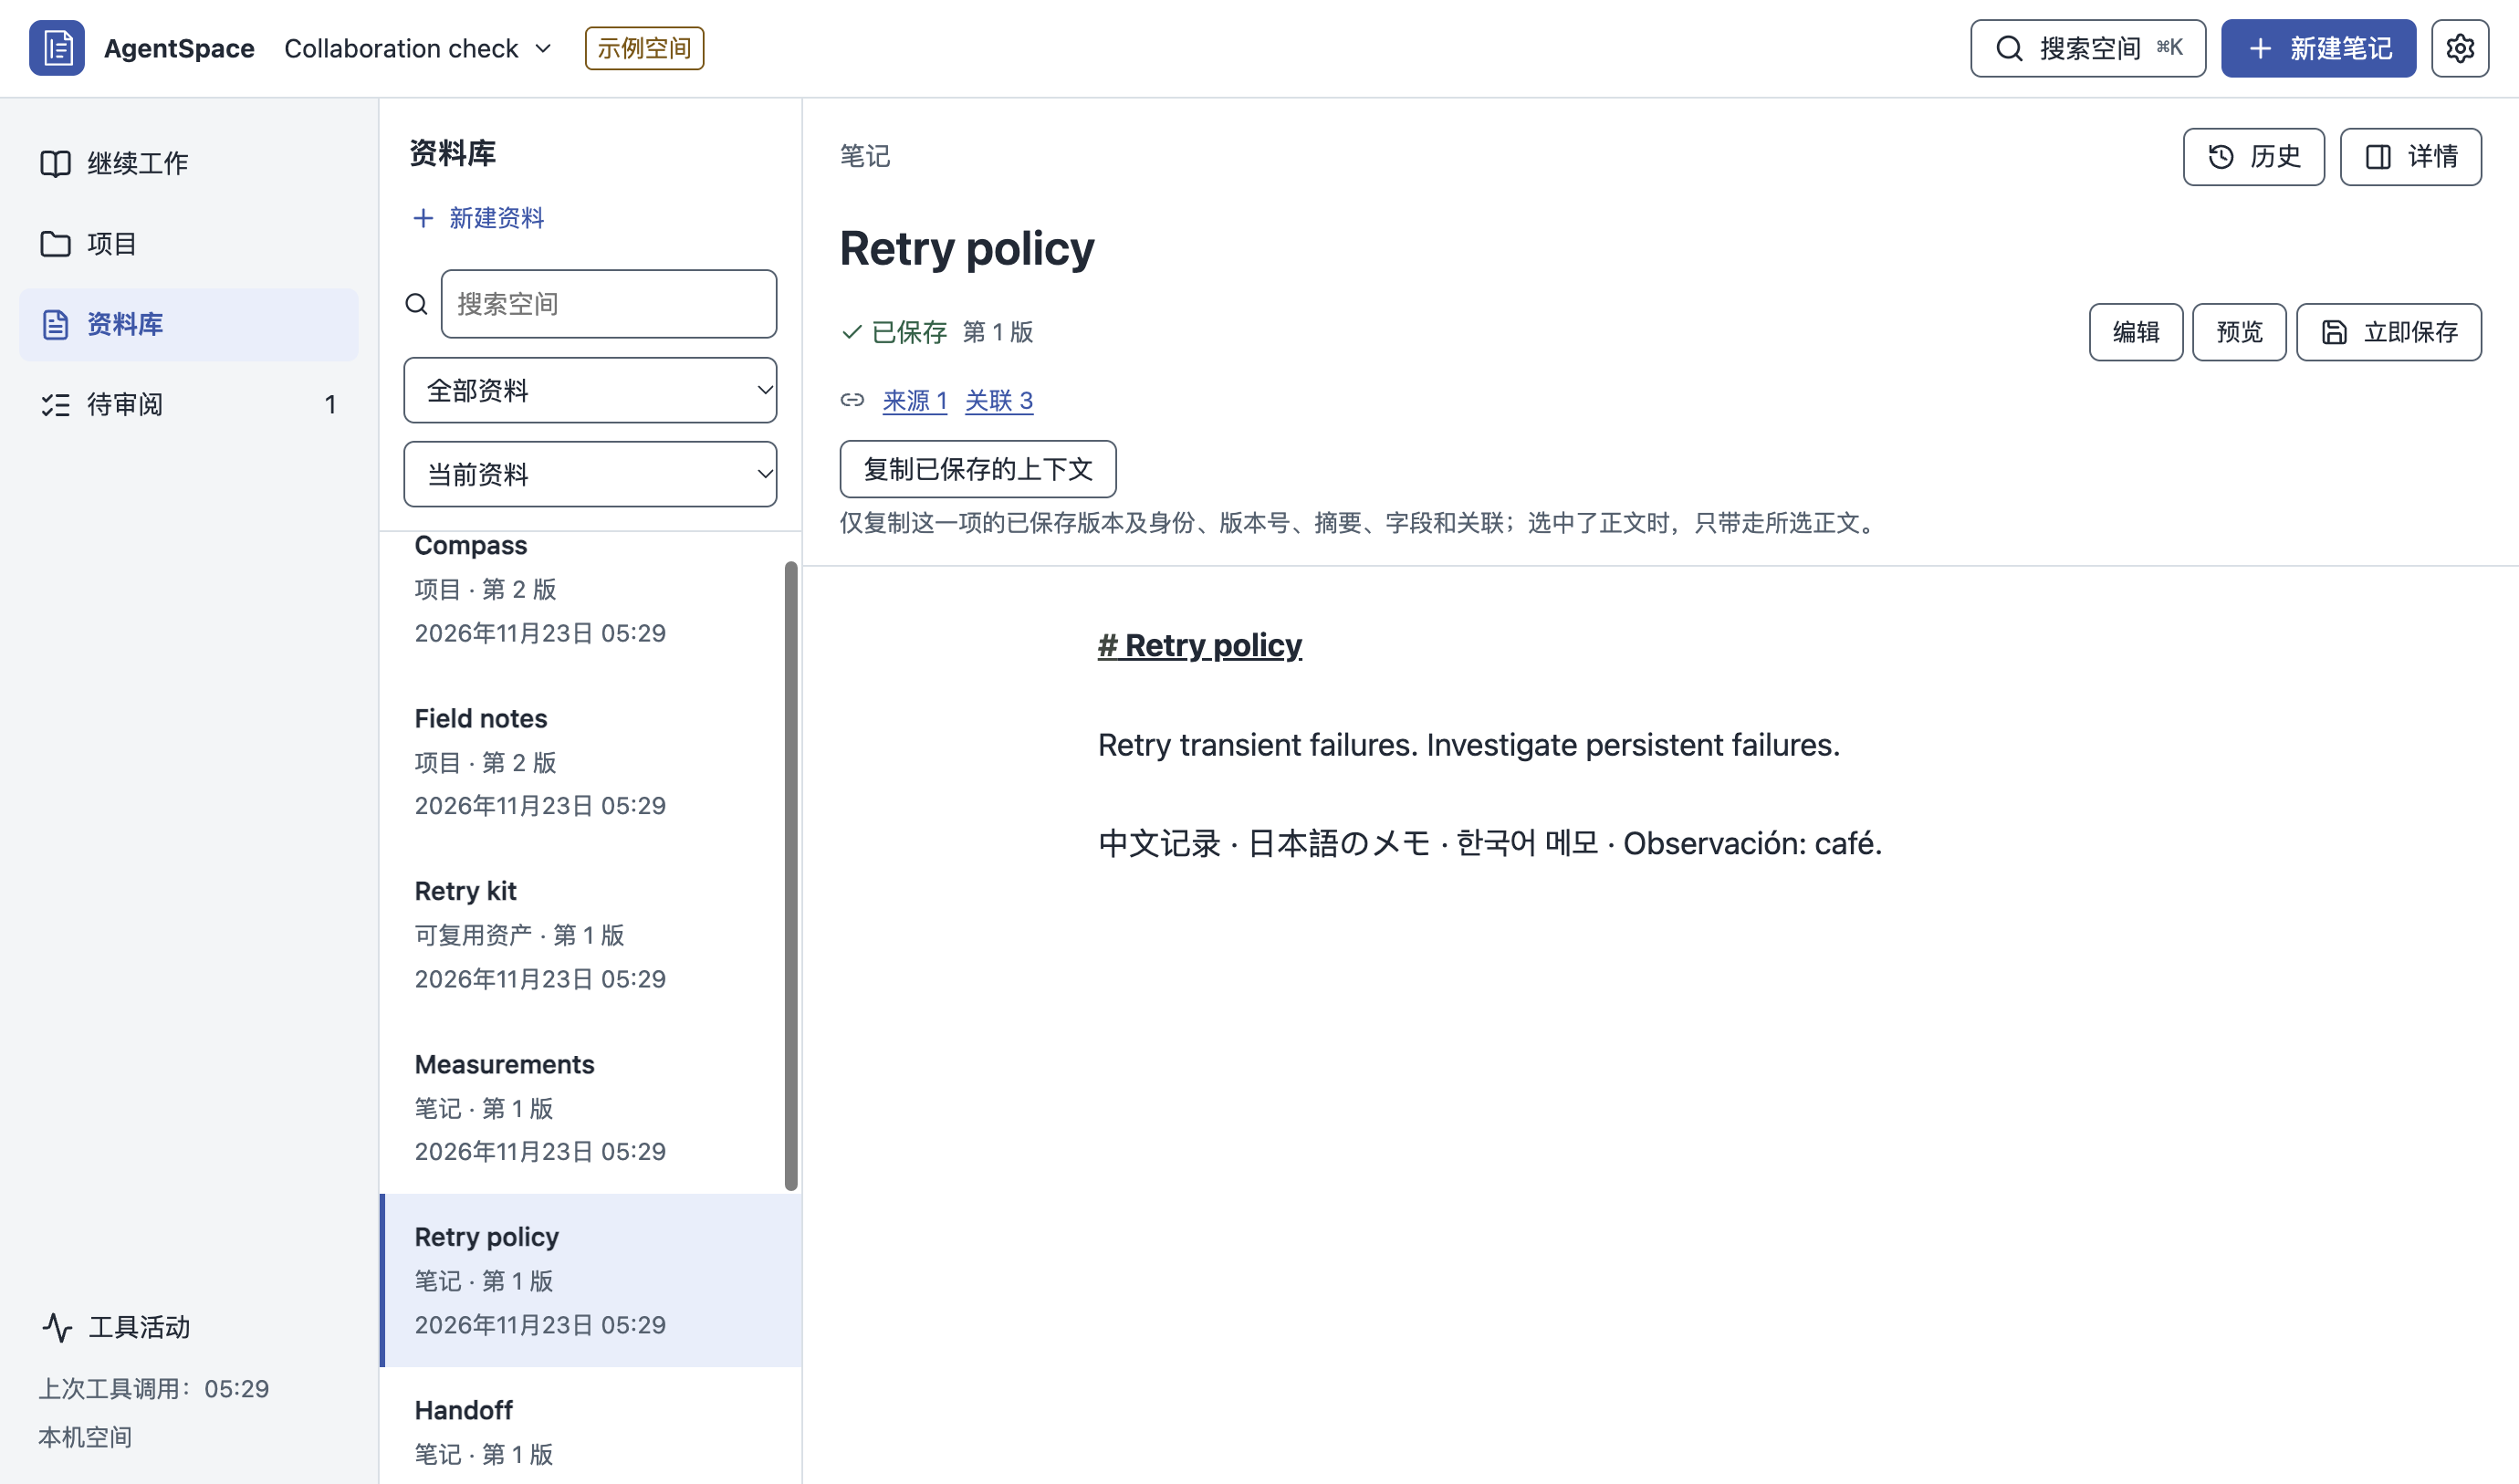 AgentSpace
Collaboration check
示例空间
搜索空间 ⌘K
新建笔记
继续工作
项目
资料库
待审阅 1
工具活动
上次工具调用：05:29
本机空间
资料库
新建资料
搜索空间
全部资料
当前资料
Compass
项目 · 第 2 版
2026年11月23日 05:29
Field notes
项目 · 第 2 版
2026年11月23日 05:29
Retry kit
可复用资产 · 第 1 版
2026年11月23日 05:29
Measurements
笔记 · 第 1 版
2026年11月23日 05:29
Retry policy
笔记 · 第 1 版
2026年11月23日 05:29
Handoff
笔记 · 第 1 版
笔记
历史
详情
Retry policy
已保存 第 1 版
编辑
预览
立即保存
来源 1 关联 3
复制已保存的上下文
仅复制这一项的已保存版本及身份、版本号、摘要、字段和关联；选中了正文时，只带走所选正文。
# Retry policy
Retry transient failures. Investigate persistent failures.
中文记录 · 日本語のメモ · 한국어 메모 · Observación: café.